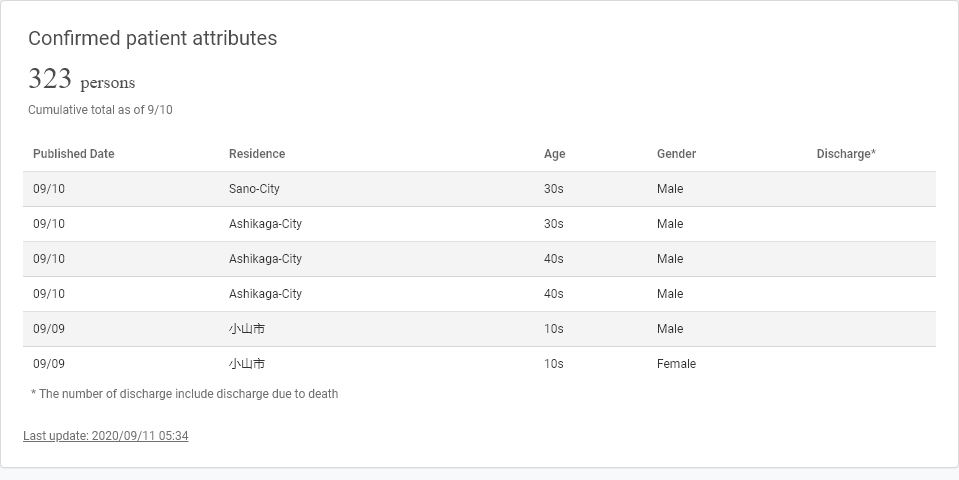 Confirmed patient attributes
323 persons
Cumulative total as of 9/10
Published Date Residence Age Gender Discharge*
09/10 Sano-City 30s Male
09/10 Ashikaga-City 30s Male
09/10 Ashikaga-City 40s Male
09/10 Ashikaga-City 40s Male
09/09 小山市 10s Male
09/09 小山市 10s Female
* The number of discharge include discharge due to death
Last update: 2020/09/11 05:34